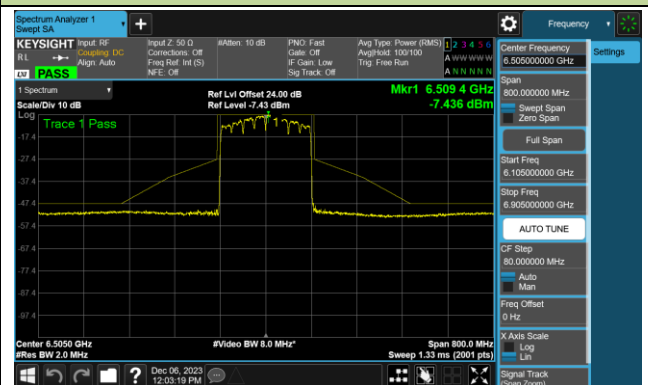 Spectrum Analyzer 1
Swept SA
Frequency
KEYSIGHT
RL
Input: RF
Coupling: DC
Align: Auto
Input Z: 50 Ω
Corrections: Off
Freq Ref: Int (S)
NFE: Off
#Atten: 10 dB
PNO: Fast
Gate: Off
IF Gain: Low
Sig Track: Off
Avg Type: Power (RMS)
Avg|Hold: 100/100
Trig: Free Run
1 2 3 4 5 6
A W W W W W
A N N N N N
LXI PASS
1 Spectrum
Scale/Div 10 dB
Ref Lvl Offset 24.00 dB
Ref Level -7.43 dBm
Mkr1 6.509 4 GHz
-7.436 dBm
Log
Trace 1 Pass
1
-17.4
-27.4
-37.4
-47.4
-57.4
-67.4
-77.4
-87.4
-97.4
Center 6.5050 GHz
#Res BW 2.0 MHz
#Video BW 8.0 MHz*
Span 800.0 MHz
Sweep 1.33 ms (2001 pts)
Dec 06, 2023
12:03:19 PM
Center Frequency
6.505000000 GHz
Settings
Span
800.000000 MHz
Swept Span
Zero Span
Full Span
Start Freq
6.105000000 GHz
Stop Freq
6.905000000 GHz
AUTO TUNE
CF Step
80.000000 MHz
Auto
Man
Freq Offset
0 Hz
X Axis Scale
Log
Lin
Signal Track
(Span Zoom)